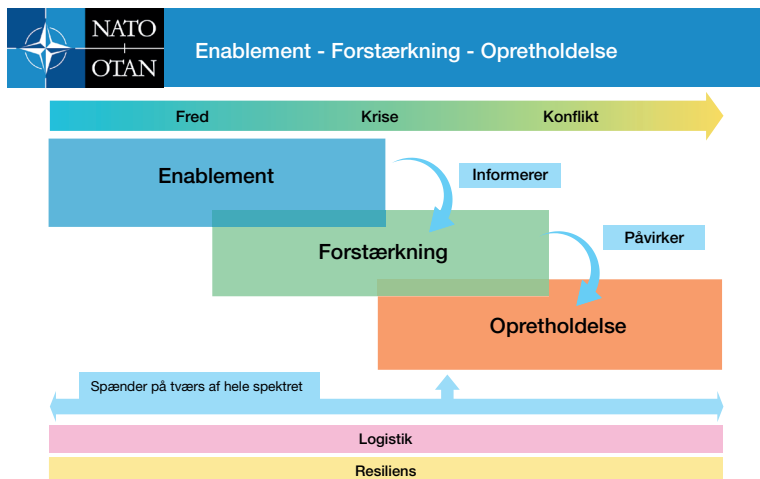 NATO
OTAN
Enablement - Forstærkning - Opretholdelse
Fred
Krise
Konflikt
Enablement
Informerer
Forstærkning
Påvirker
Opretholdelse
Spænder på tværs af hele spektret
Logistik
Resiliens